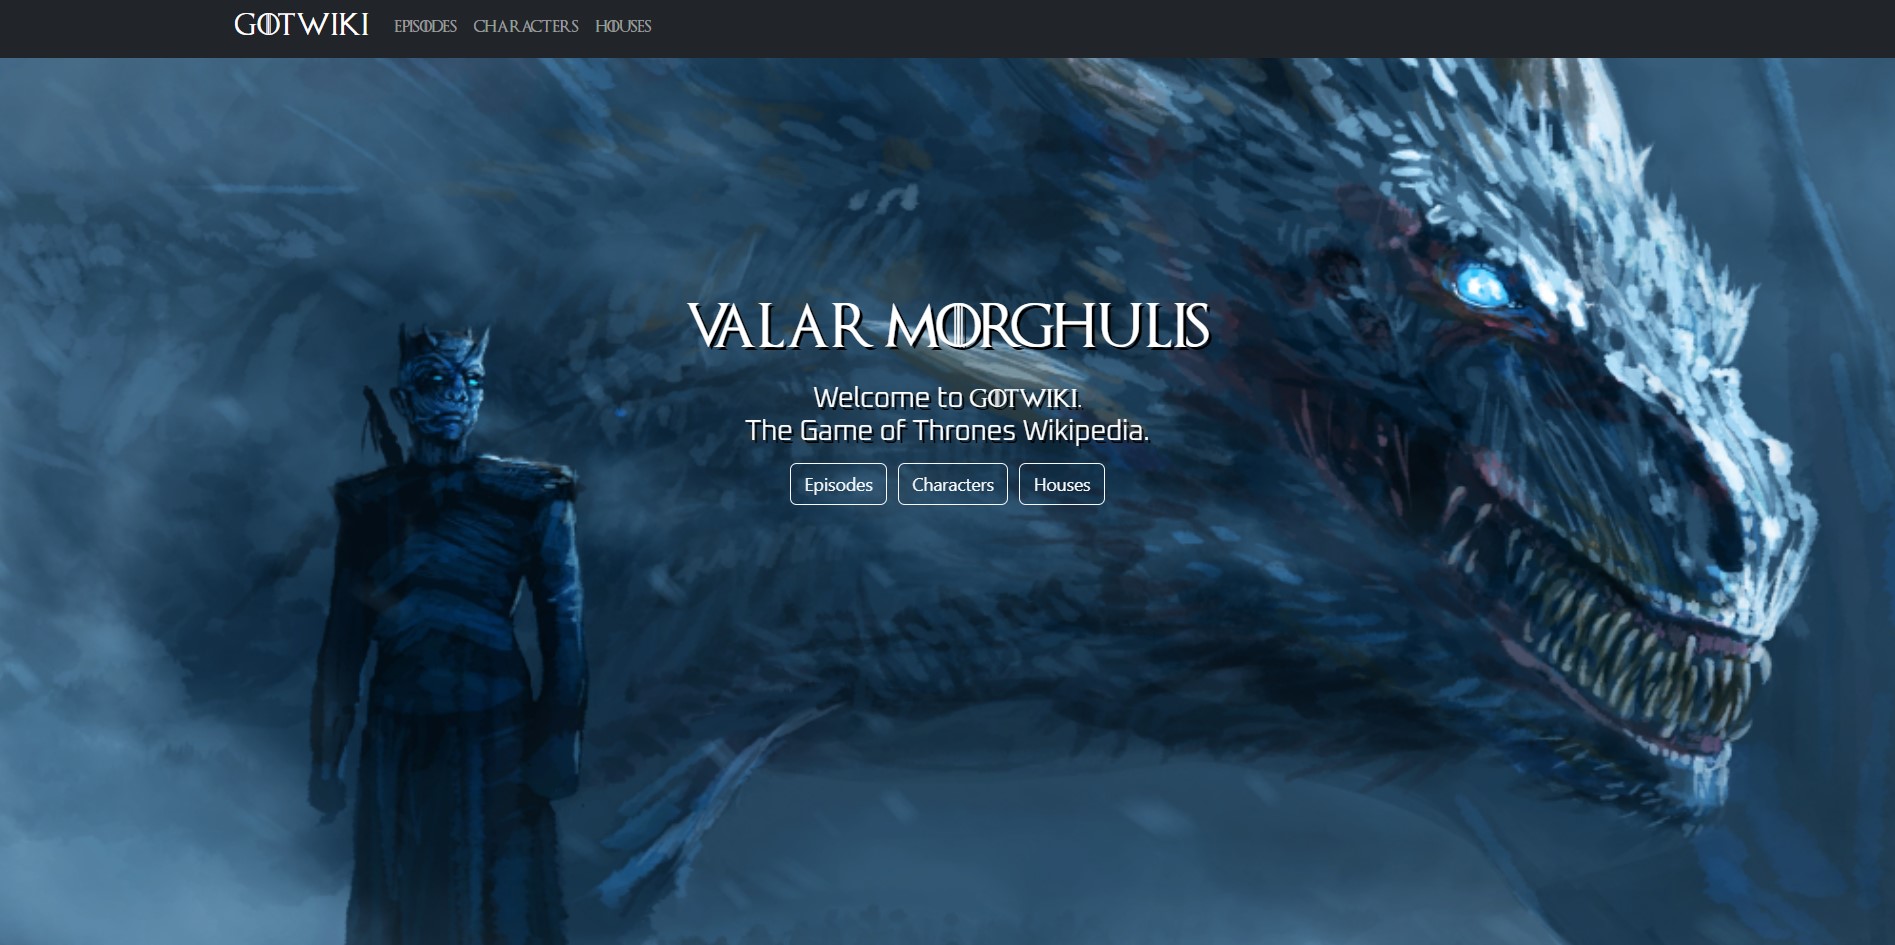 GOTWIKI EPISODES CHARACTERS HOUSES
VALAR MORGHULIS
Welcome to GOTWIKI.
The Game of Thrones Wikipedia.
Episodes Characters Houses